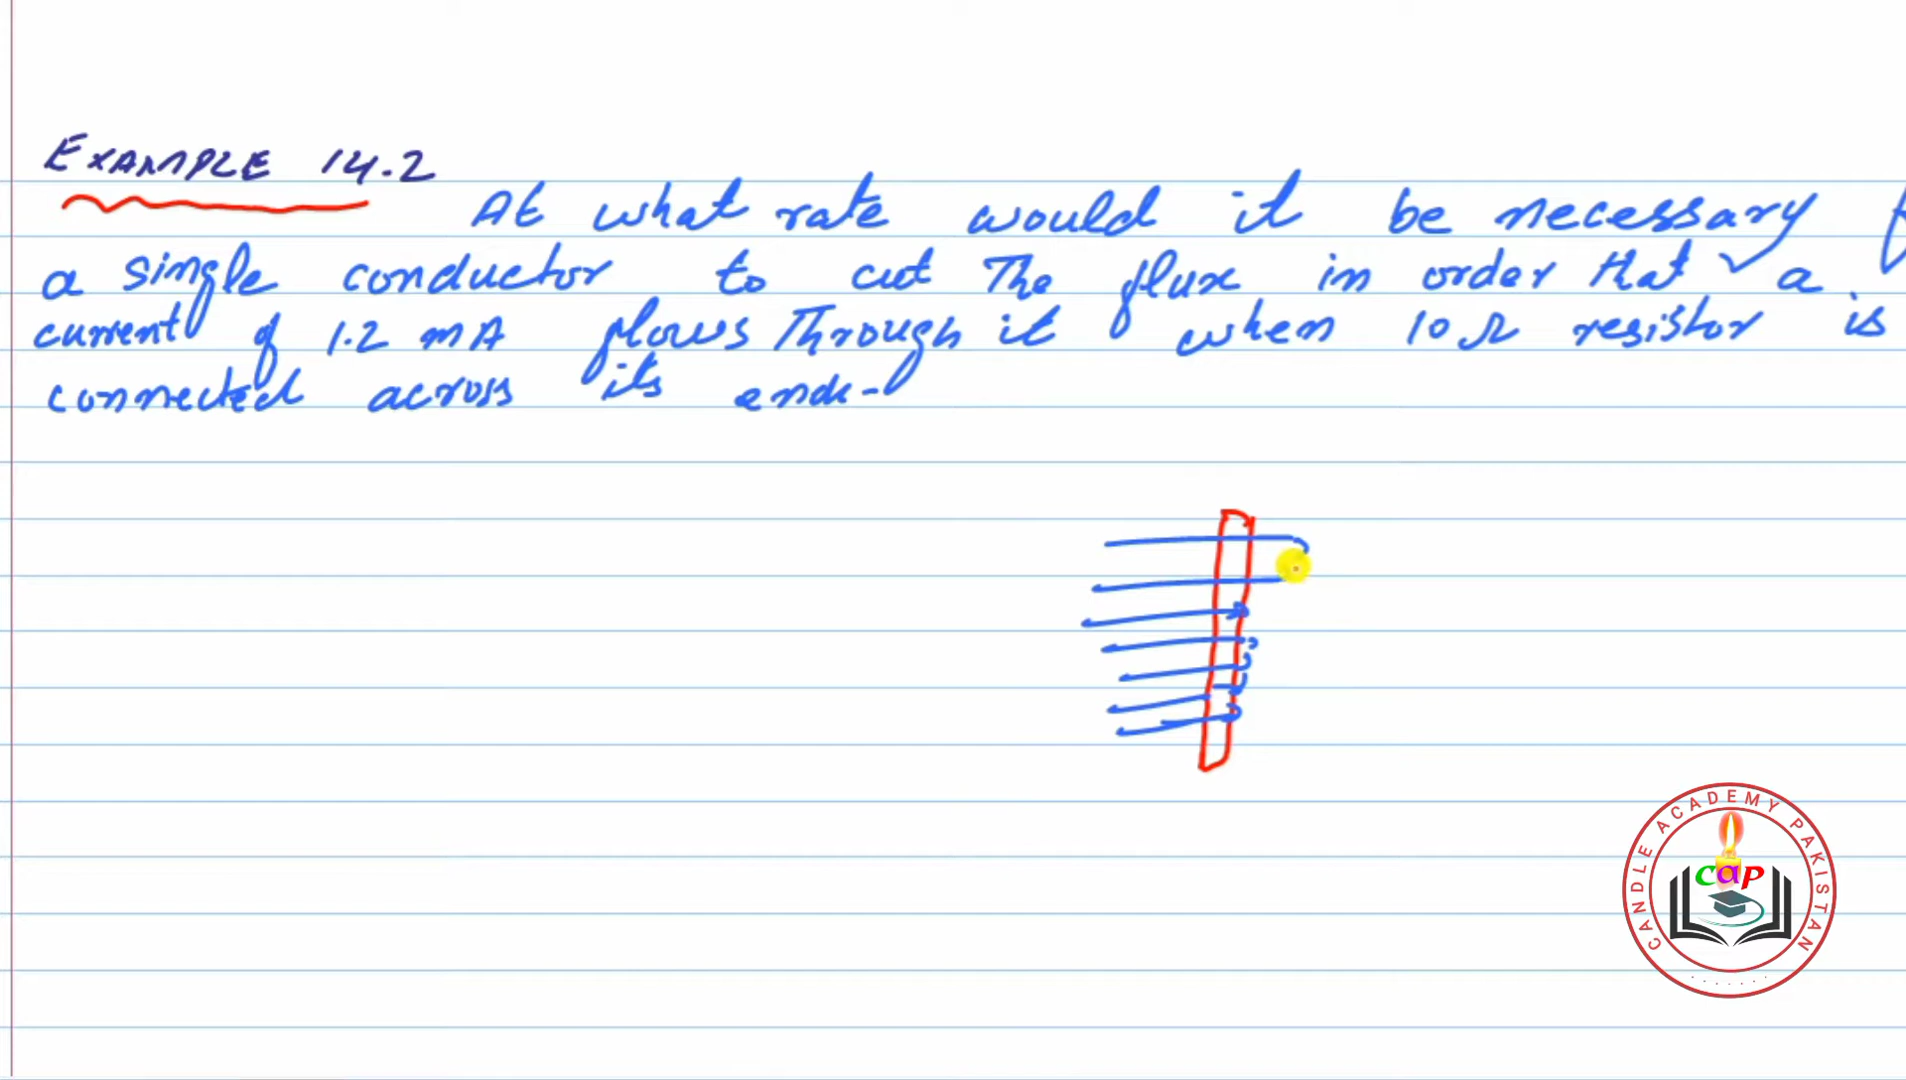 EXAMPLE 14.2
At what rate would it be necessary
a single conductor to cut The flux in order that a
current of 1.2 mA flows Through it when 10 Ω resistor is
connected across its ends-
CANDLE ACADEMY PAKISTAN
CaP